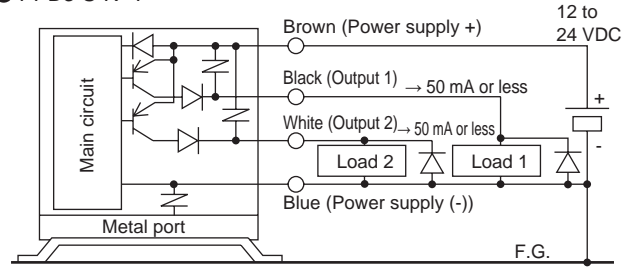 12 to
24 VDC
Brown (Power supply +)
Black (Output 1)
→ 50 mA or less
White (Output 2)
→ 50 mA or less
+
-
Main circuit
Load 2
Load 1
Blue (Power supply (-))
Metal port
F.G.